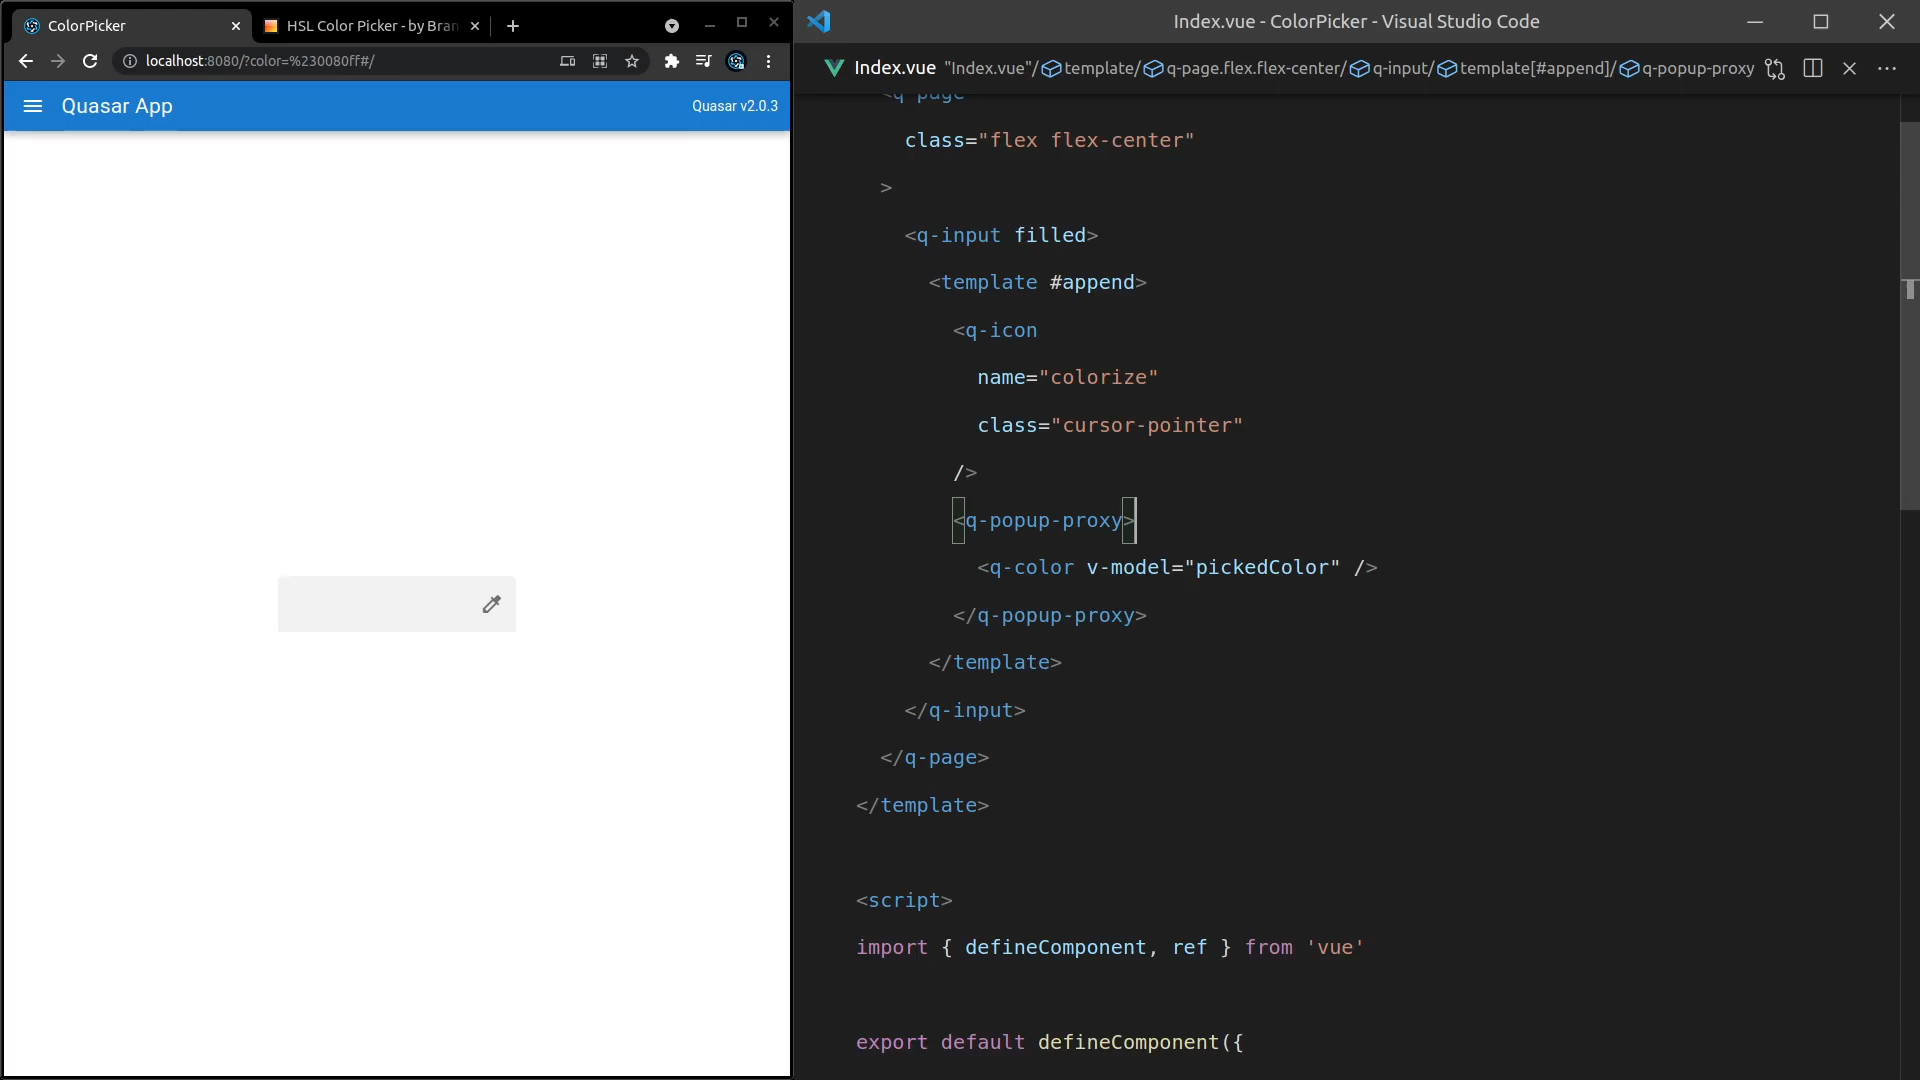 ColorPicker
HSL Color Picker - by Bran
localhost:8080/?color=%230080ff#/
Quasar App
Quasar v2.0.3
Index.vue - ColorPicker - Visual Studio Code
Index.vue "Index.vue"/ template/ q-page.flex.flex-center/ q-input/ template[#append]/ q-popup-proxy
<q-page
class="flex flex-center"
>
<q-input filled>
<template #append>
<q-icon
name="colorize"
class="cursor-pointer"
/>
<q-popup-proxy>
<q-color v-model="pickedColor" />
</q-popup-proxy>
</template>
</q-input>
</q-page>
</template>
<script>
import { defineComponent, ref } from 'vue'
export default defineComponent({